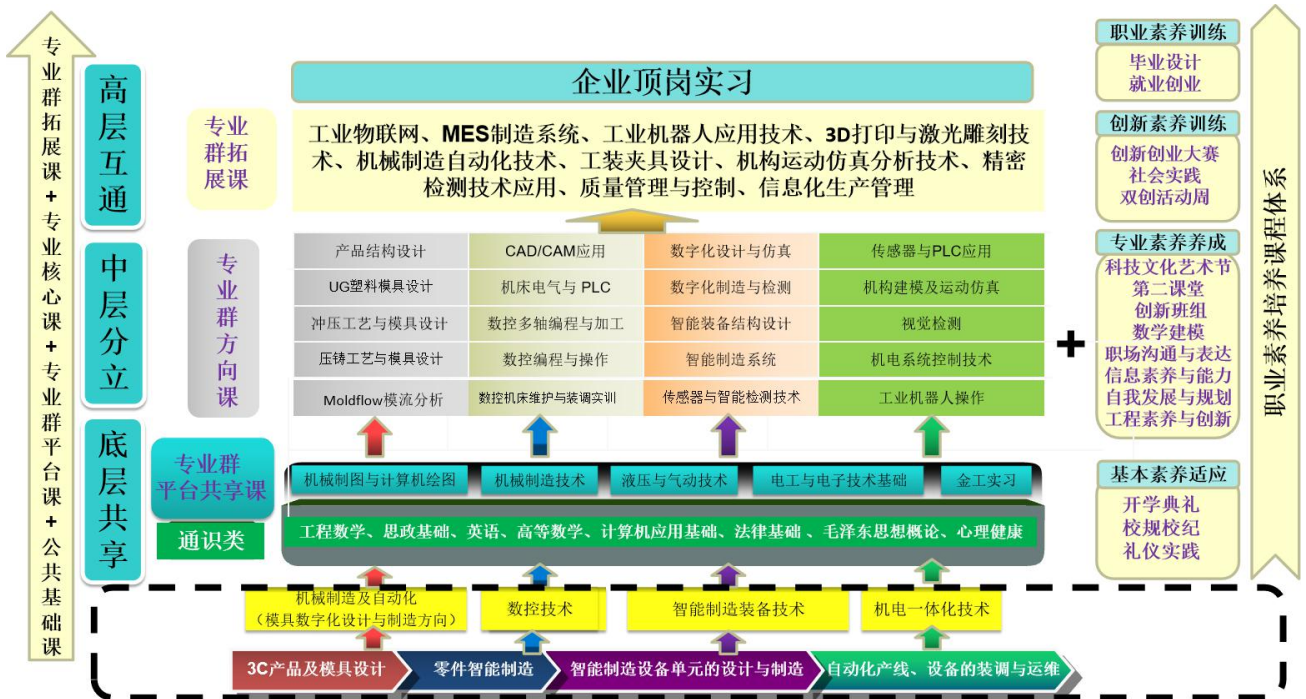 专业群拓展课+专业核心课+专业群平台课+公共基础课
高层互通
中层分立
底层共享
企业顶岗实习
专业
群拓
展课
工业物联网、MES制造系统、工业机器人应用技术、3D打印与激光雕刻技
术、机械制造自动化技术、工装夹具设计、机构运动仿真分析技术、精密
检测技术应用、质量管理与控制、信息化生产管理
专业群方向课
产品结构设计
CAD/CAM应用
数字化设计与仿真
传感器与PLC应用
UG塑料模具设计
机床电气与 PLC
数字化制造与检测
机构建模及运动仿真
冲压工艺与模具设计
数控多轴编程与加工
智能装备结构设计
视觉检测
压铸工艺与模具设计
数控编程与操作
智能制造系统
机电系统控制技术
Moldflow模流分析
数控机床维护与装调实训
传感器与智能检测技术
工业机器人操作
专业群
平台共享课
机械制图与计算机绘图
机械制造技术
液压与气动技术
电工与电子技术基础
金工实习
通识类
工程数学、思政基础、英语、高等数学、计算机应用基础、法律基础 、毛泽东思想概论、心理健康
机械制造及自动化
（模具数字化设计与制造方向）
数控技术
智能制造装备技术
机电一体化技术
3C产品及模具设计
零件智能制造
智能制造设备单元的设计与制造
自动化产线、设备的装调与运维
+
职业素养训练
毕业设计
就业创业
创新素养训练
创新创业大赛
社会实践
双创活动周
专业素养养成
科技文化艺术节
第二课堂
创新班组
数学建模
职场沟通与表达
信息素养与能力
自我发展与规划
工程素养与创新
基本素养适应
开学典礼
校规校纪
礼仪实践
职业素养培养课程体系